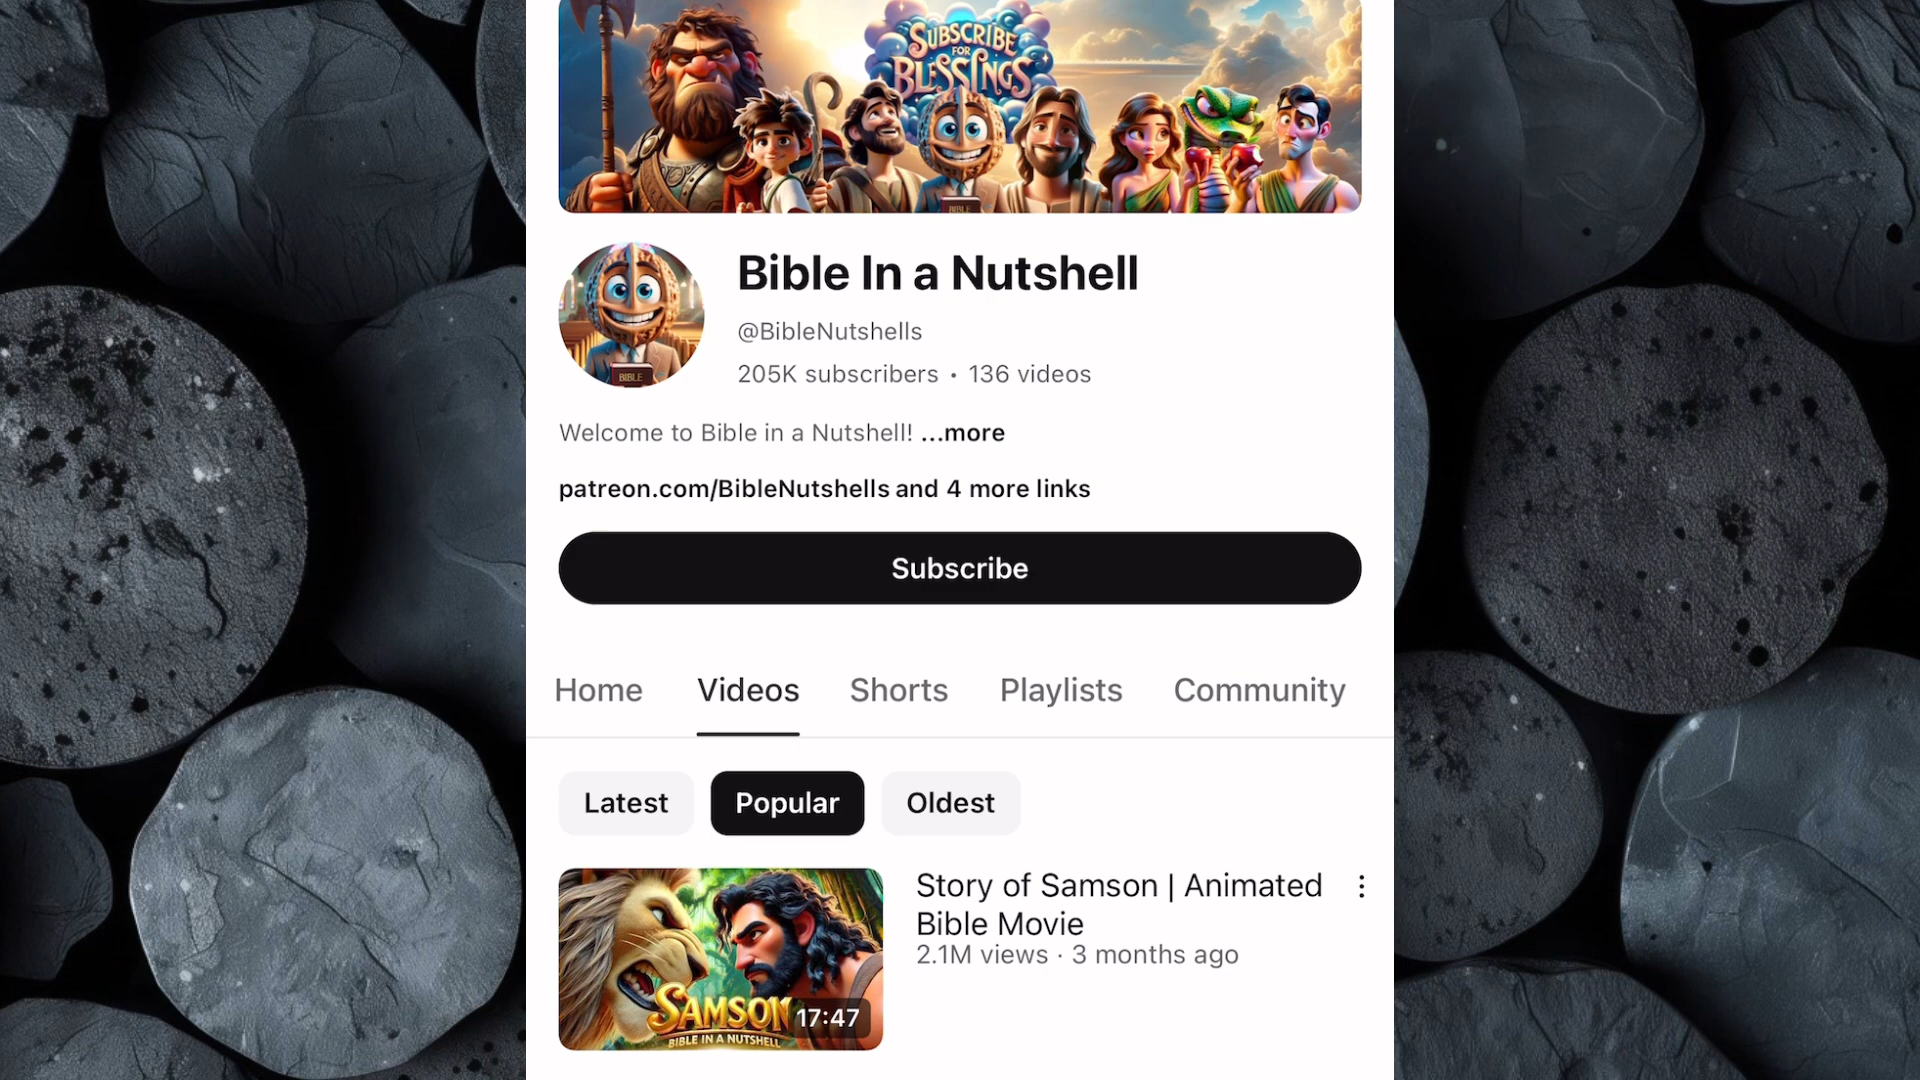 SUBSCRIBE
FOR
BLESSINGS
BIBLE
Bible In a Nutshell
@BibleNutshells
205K subscribers • 136 videos
BIBLE
Welcome to Bible in a Nutshell! ...more
patreon.com/BibleNutshells and 4 more links
Subscribe
Home Videos Shorts Playlists Community
Latest Popular Oldest
Story of Samson | Animated
Bible Movie
2.1M views · 3 months ago
SAMSON
17:47
BIBLE IN A NUTSHELL